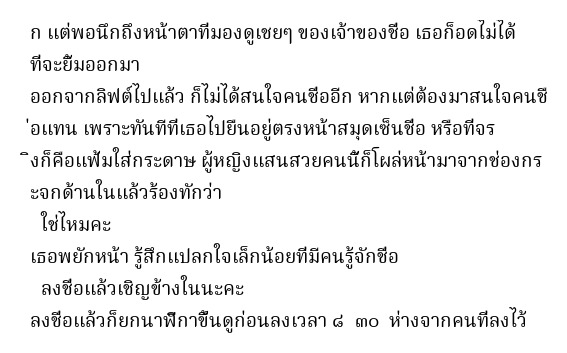 ก แต่พอนึกถึงหน้าตาที่มองดูเชยๆ ของเจ้าของชื่อ เธอก็อดไม่ได้
ที่จะยิ้มออกมา
ออกจากลิฟต์ไปแล้ว ก็ไม่ได้สนใจคนชื่ออีก หากแต่ต้องมาสนใจคนชื
่อแทน เพราะทันทีที่เธอไปยืนอยู่ตรงหน้าสมุดเซ็นชื่อ หรือที่จร
ิงก็คือแฟ้มใส่กระดาษ ผู้หญิงแสนสวยคนนี้ก็โผล่หน้ามาจากช่องกร
ะจกด้านในแล้วร้องทักว่า
ใช่ไหมคะ
เธอพยักหน้า รู้สึกแปลกใจเล็กน้อยที่มีคนรู้จักชื่อ
ลงชื่อแล้วเชิญข้างในนะคะ
ลงชื่อแล้วก็ยกนาฬิกาขึ้นดูก่อนลงเวลา ๘ ๓๐ ห่างจากคนที่ลงไว้